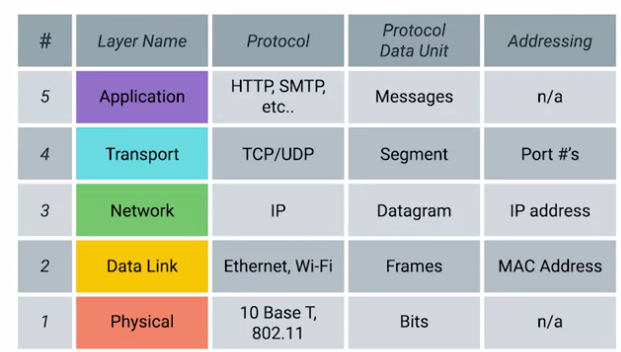 # Layer Name Protocol Protocol Data Unit Addressing
5 Application HTTP, SMTP, etc.. Messages n/a
4 Transport TCP/UDP Segment Port #'s
3 Network IP Datagram IP address
2 Data Link Ethernet, Wi-Fi Frames MAC Address
1 Physical 10 Base T, 802.11 Bits n/a